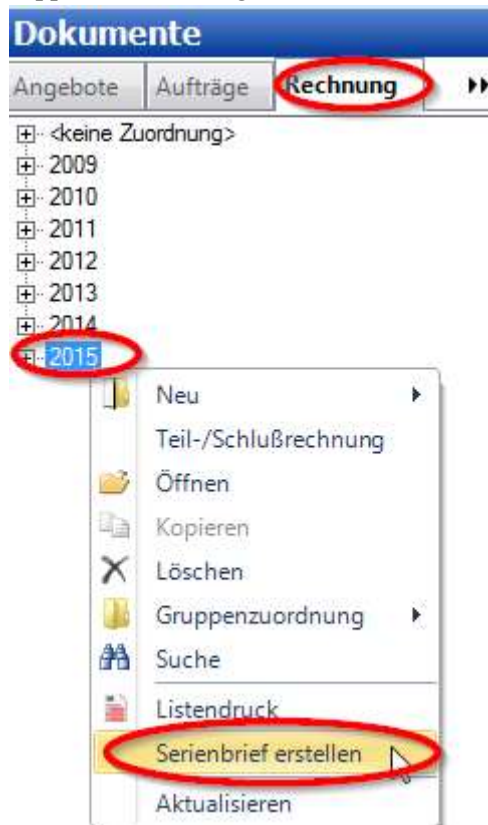 Dokumente
Angebote Aufträge Rechnung
<keine Zuordnung>
2009
2010
2011
2012
2013
2014
2015
Neu
Teil-/Schlußrechnung
Öffnen
Kopieren
Löschen
Gruppenzuordnung
Suche
Listendruck
Serienbrief erstellen
Aktualisieren